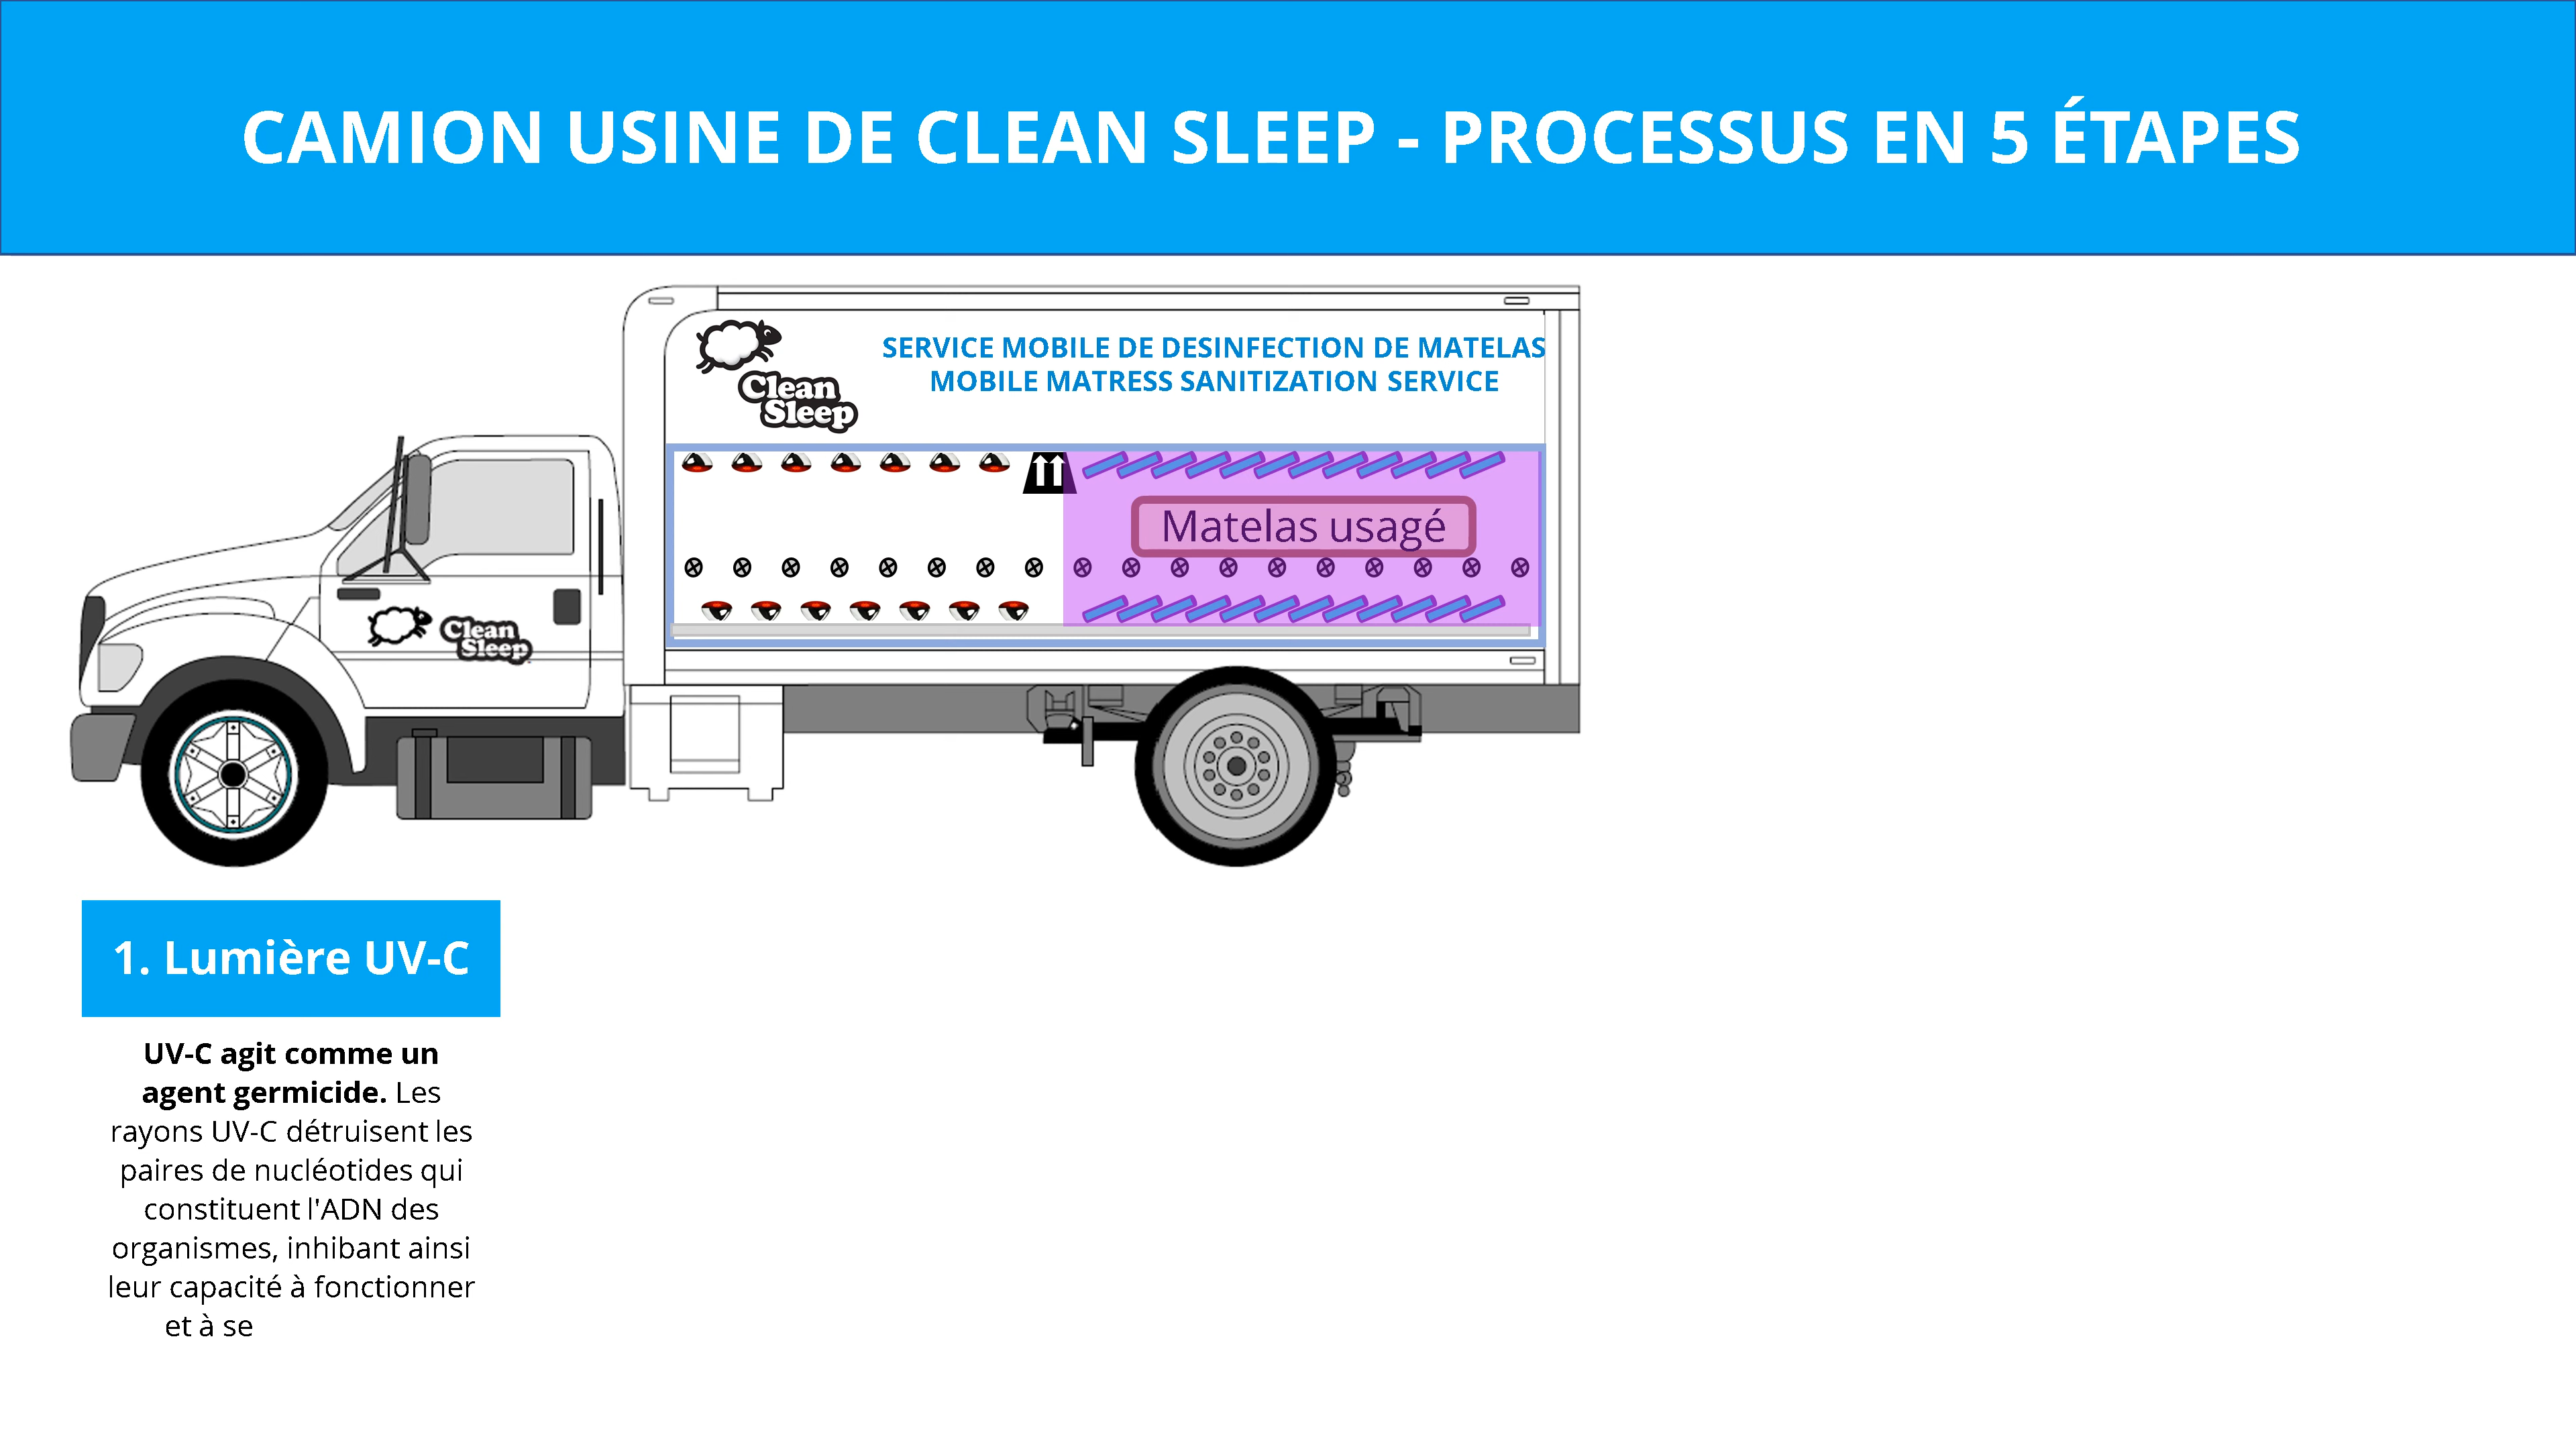 CAMION USINE DE CLEAN SLEEP - PROCESSUS EN 5 ÉTAPES
Clean
Sleep
SERVICE MOBILE DE DESINFECTION DE MATELAS
MOBILE MATRESS SANITIZATION SERVICE
Matelas usagé
Clean
Sleep
1. Lumière UV-C
UV-C agit comme un
agent germicide. Les
rayons UV-C détruisent les
paires de nucléotides qui
constituent l'ADN des
organismes, inhibant ainsi
leur capacité à fonctionner
et à se